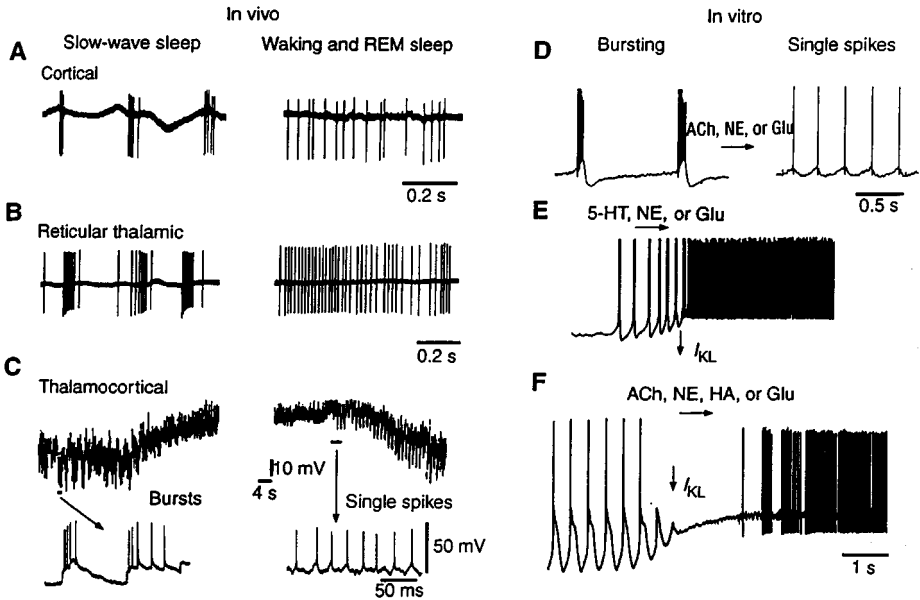 In vivo
In vitro
A
Slow-wave sleep
Waking and REM sleep
Cortical
0.2 s
B
Reticular thalamic
0.2 s
C
Thalamocortical
10 mV
4 s
Bursts
Single spikes
50 mV
50 ms
D
Bursting
Single spikes
ACh, NE, or Glu
0.5 s
E
5-HT, NE, or Glu
IKL
F
ACh, NE, HA, or Glu
IKL
1 s